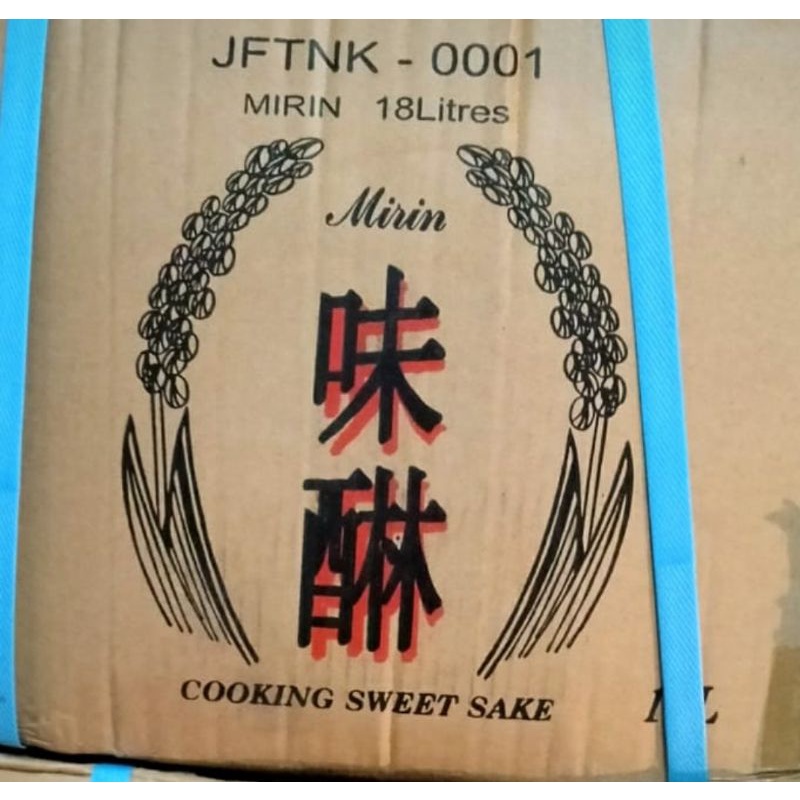 JFTNK - 0001
MIRIN 18Litres
Mirin
味醂
COOKING SWEET SAKE